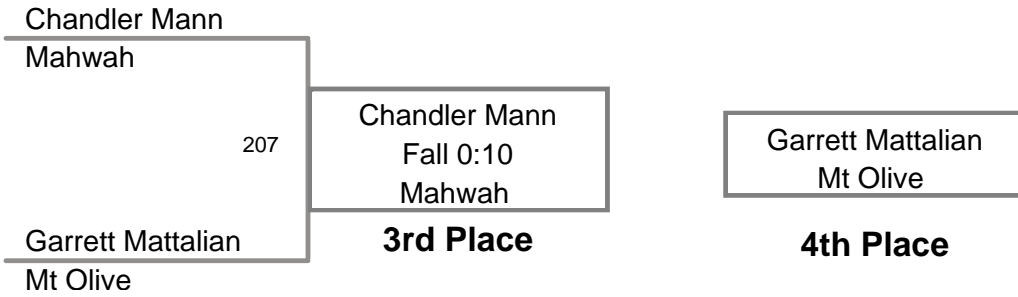 Chandler Mann
Mahwah
207
Chandler Mann
Fall 0:10
Mahwah
3rd Place
Garrett Mattalian
Mt Olive
Garrett Mattalian
Mt Olive
4th Place